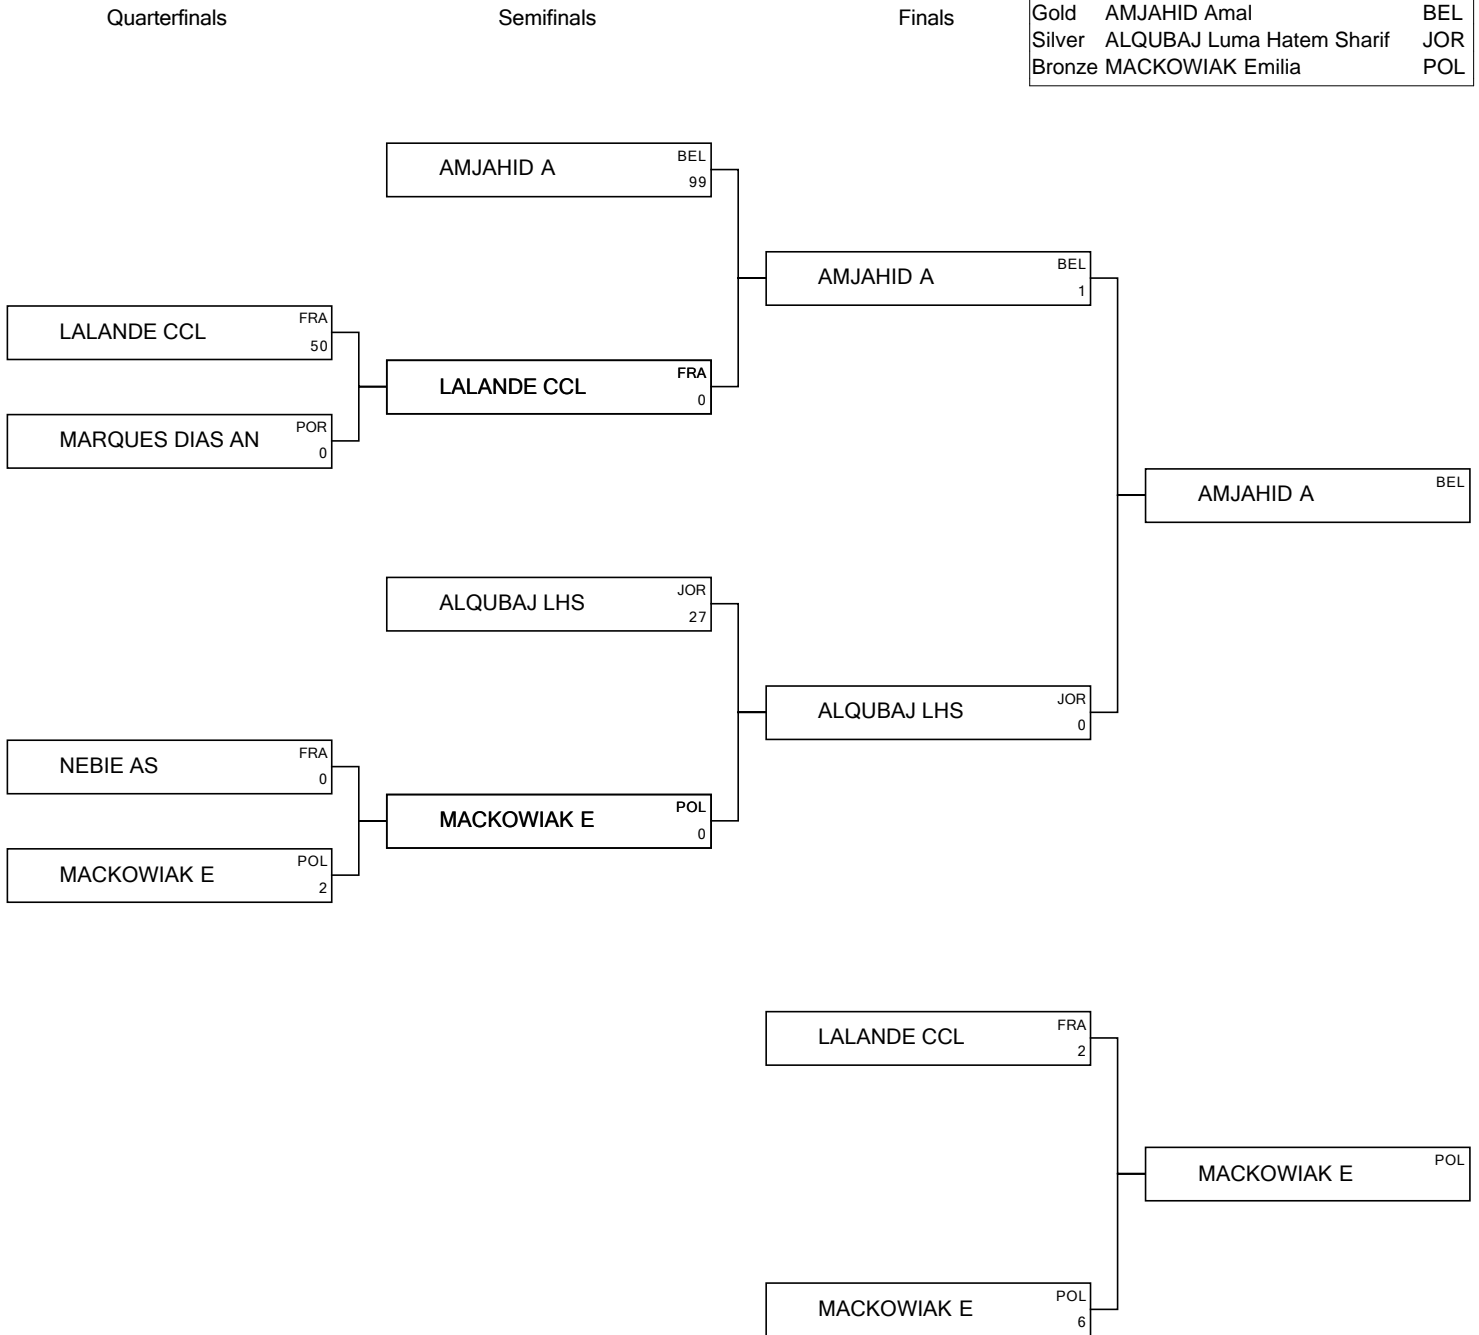 Quarterfinals Semifinals Finals
Gold AMJAHID Amal BEL
Silver ALQUBAJ Luma Hatem Sharif JOR
Bronze MACKOWIAK Emilia POL
AMJAHID A BEL
99
AMJAHID A BEL
1
LALANDE CCL FRA
50
LALANDE CCL FRA
0
MARQUES DIAS AN POR
0
AMJAHID A BEL
ALQUBAJ LHS JOR
27
ALQUBAJ LHS JOR
0
NEBIE AS FRA
0
MACKOWIAK E POL
0
MACKOWIAK E POL
2
LALANDE CCL FRA
2
MACKOWIAK E POL
MACKOWIAK E POL
6